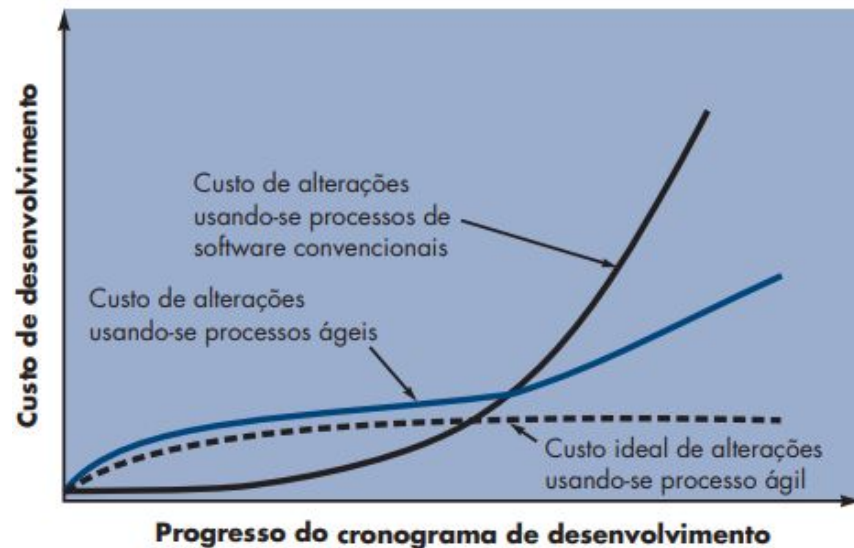 Custo de desenvolvimento
Custo de alterações
usando-se processos de
software convencionais
Custo de alterações
usando-se processos ágeis
Custo ideal de alterações
usando-se processo ágil
Progresso do cronograma de desenvolvimento